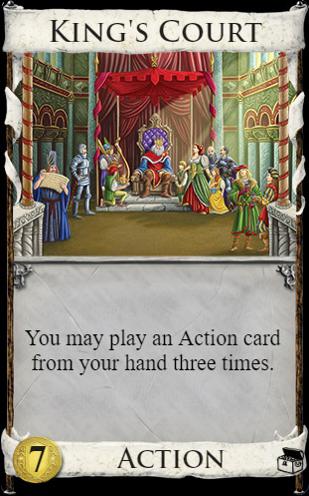 KING'S COURT
You may play an Action card
from your hand three times.
7
ACTION